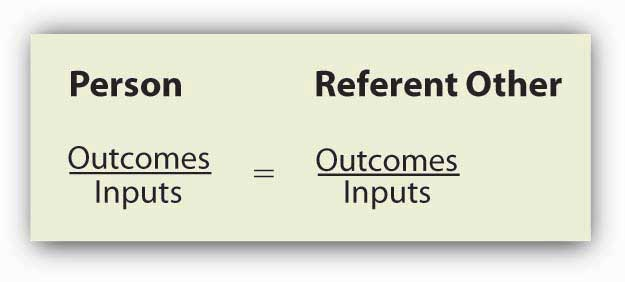 Person Referent Other
Outcomes = Outcomes
Inputs Inputs